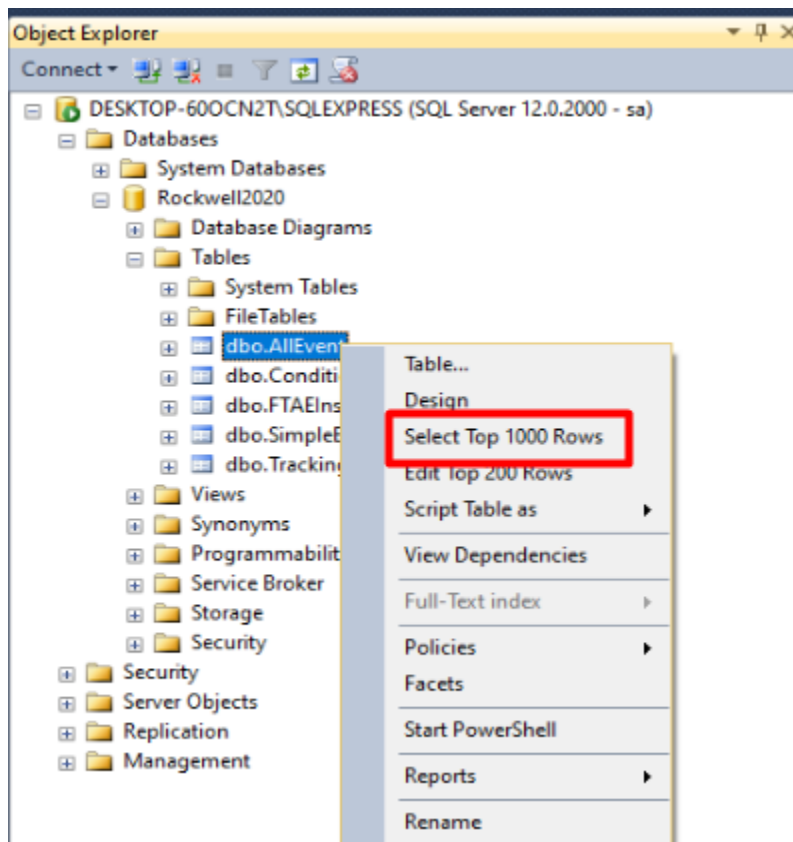 Object Explorer
Connect
DESKTOP-60OCN2T\SQLEXPRESS (SQL Server 12.0.2000 - sa)
Databases
System Databases
Rockwell2020
Database Diagrams
Tables
System Tables
FileTables
dbo.AllEvent
dbo.Conditi
dbo.FTAEIns
dbo.SimpleE
dbo.Tracking
Views
Synonyms
Programmabilit
Service Broker
Storage
Security
Security
Server Objects
Replication
Management
Table...
Design
Select Top 1000 Rows
Edit Top 200 Rows
Script Table as
View Dependencies
Full-Text index
Policies
Facets
Start PowerShell
Reports
Rename